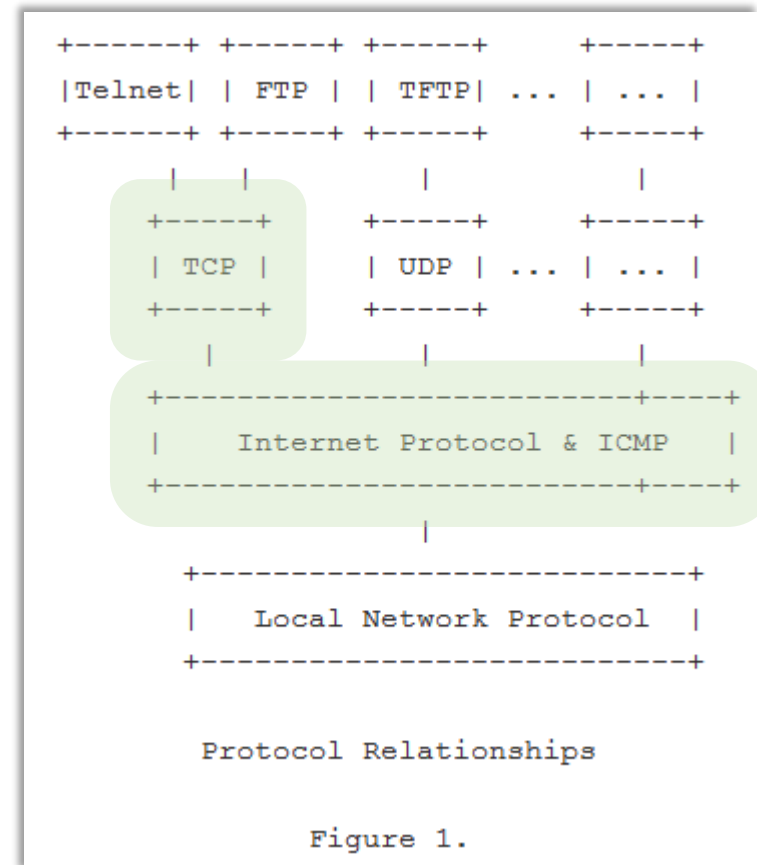 +------+ +-----+ +-----+     +-----+
|Telnet| | FTP | | TFTP| ... | ... |
+------+ +-----+ +-----+     +-----+
      |   |         |           |
     +-----+     +-----+     +-----+
     | TCP |     | UDP | ... | ... |
     +-----+     +-----+     +-----+
        |           |           |
     +--------------------------+----+
     |    Internet Protocol & ICMP   |
     +--------------------------+----+
                    |
       +---------------------------+
       |   Local Network Protocol  |
       +---------------------------+
        Protocol Relationships
              Figure 1.